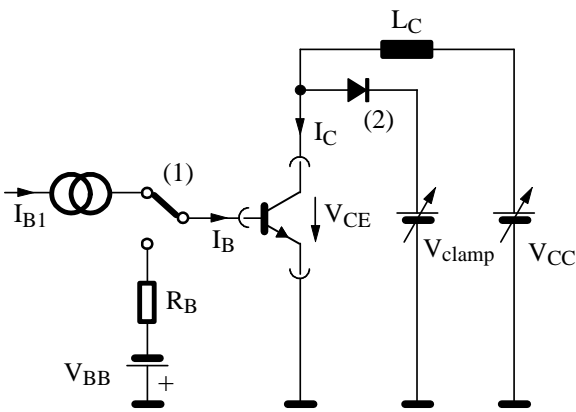 L_C
(2)
I_C
(1)
I_B1
I_B
V_CE
V_clamp
V_CC
R_B
V_BB
+